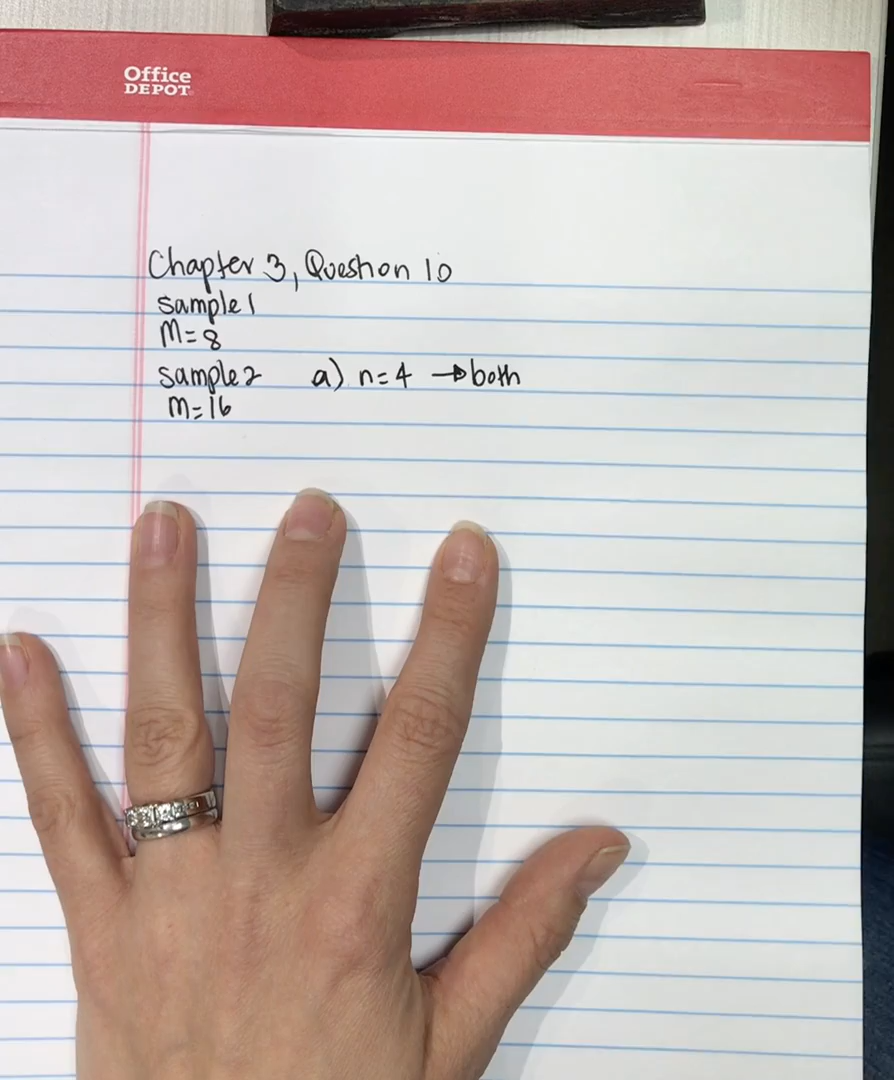 Office
DEPOT
Chapter 3, Question 10
sample 1
M=8
sample 2 a) n=4 → both
M=16